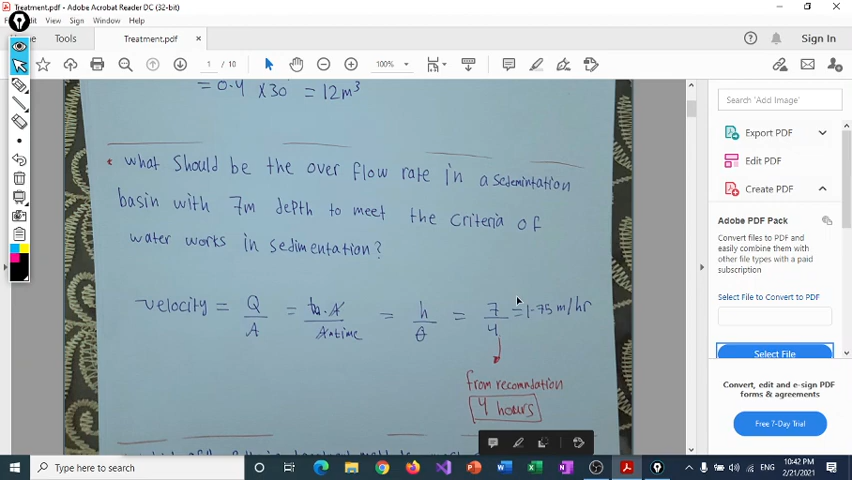 Treatment.pdf - Adobe Acrobat Reader DC (32-bit)
View Sign Window Help
Tools
Treatment.pdf
Sign In
1 / 10
100%
= 0.4 × 30 = 12 m³
what should be the over flow rate in a sedemintation
basin with 7m depth to meet the criteria of
water works in sedimentation?
velocity = Q/A = h.A/A*time = h/θ = 7/4 = 1.75 m/hr
from recomndation
4 hours
Search 'Add Image'
Export PDF
Edit PDF
Create PDF
Adobe PDF Pack
Convert files to PDF and
easily combine them with
other file types with a paid
subscription
Select File to Convert to PDF
Select File
Convert, edit and e-sign PDF
forms & agreements
Free 7-Day Trial
Type here to search
ENG
10:42 PM
2/21/2021